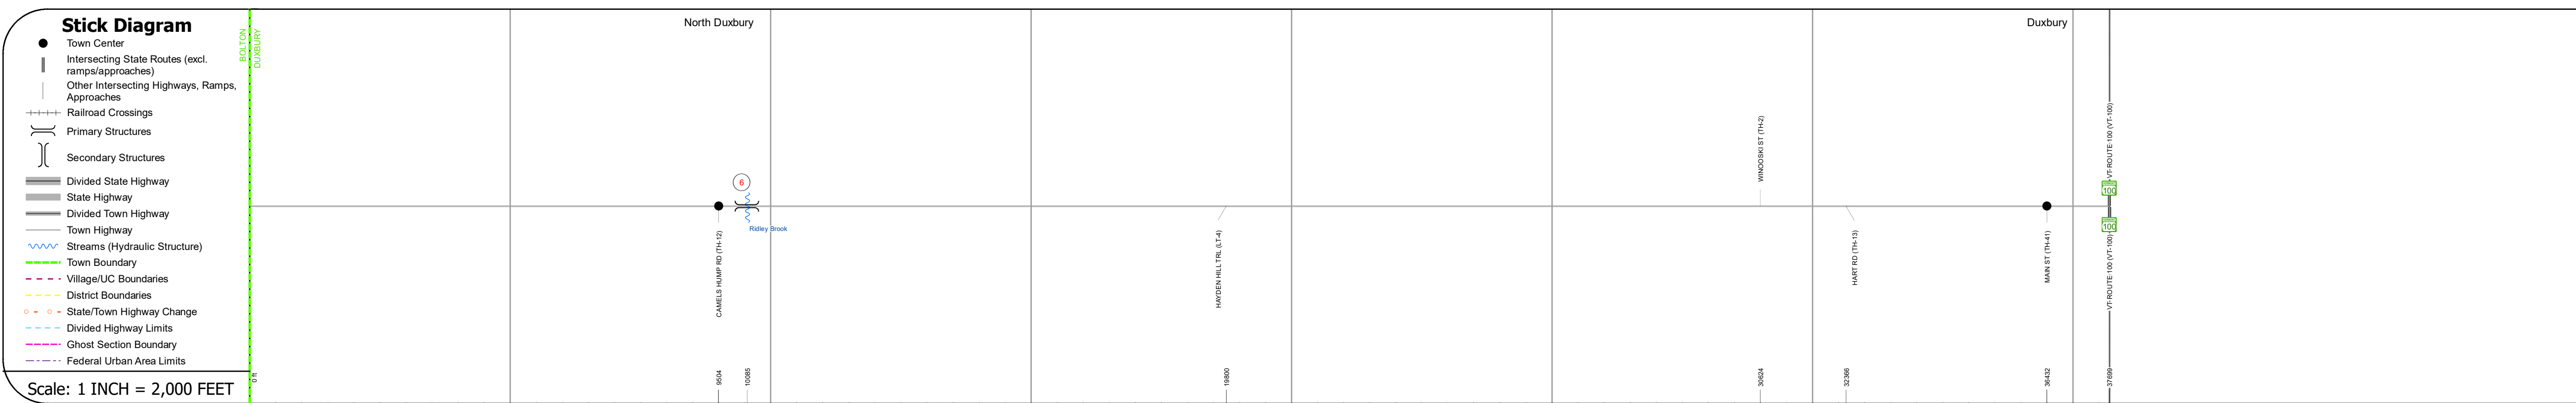 Stick Diagram
Town Center
Intersecting State Routes (excl.
ramps/approaches)
Other Intersecting Highways, Ramps,
Approaches
Railroad Crossings
Primary Structures
Secondary Structures
Divided State Highway
State Highway
Divided Town Highway
Town Highway
Streams (Hydraulic Structure)
Town Boundary
Village/UC Boundaries
District Boundaries
State/Town Highway Change
Divided Highway Limits
Ghost Section Boundary
Federal Urban Area Limits
Scale: 1 INCH = 2,000 FEET
BOLTON
DUXBURY
North Duxbury
Duxbury
6
Ridley Brook
CAMELS HUMP RD (TH-12)
HAYDEN HILL TRL (LT-4)
WINOOSKI ST (TH-2)
HART RD (TH-13)
MAIN ST (TH-41)
VT-ROUTE-100 (VT-100)
100
100
VT-ROUTE-100 (VT-100)
0 ft
9504
10085
19800
30624
32366
36432
37699